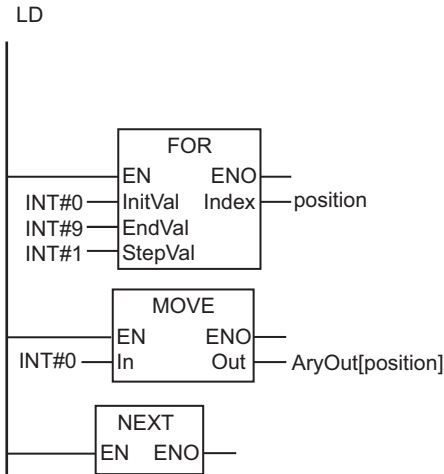 LD
FOR
EN ENO
INT#0 InitVal Index position
INT#9 EndVal
INT#1 StepVal
MOVE
EN ENO
INT#0 In Out AryOut[position]
NEXT
EN ENO